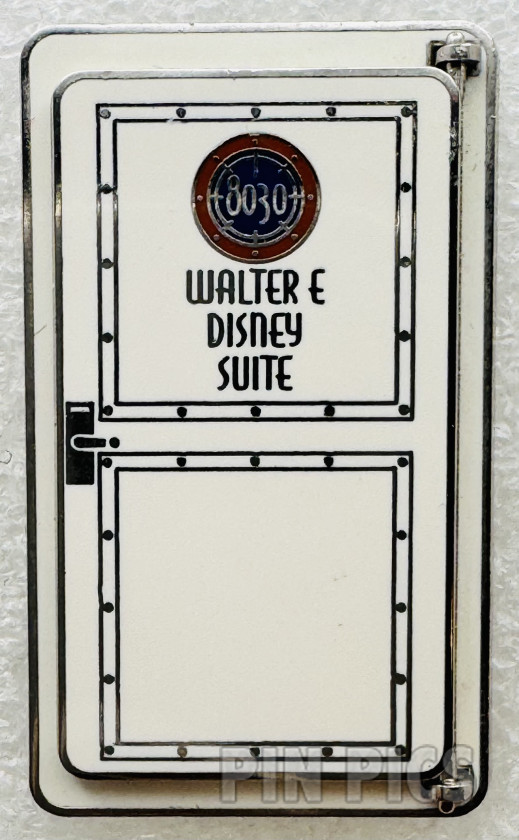 8030
WALTER E
DISNEY
SUITE
PIN PICS